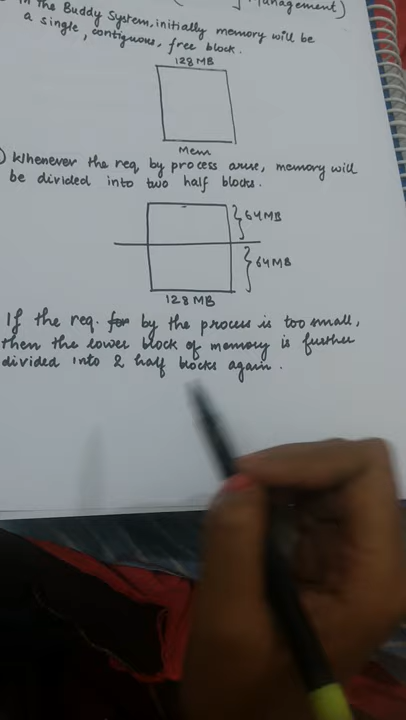 Management)
In the Buddy System, initially memory will be
a single, contiguous, free block.
128 MB
Mem
) Whenever the req. by process arise, memory will
be divided into two half blocks.
64 MB
64 MB
128 MB
If the req. for by the process is too small,
then the lower block of memory is further
divided into 2 half blocks again.